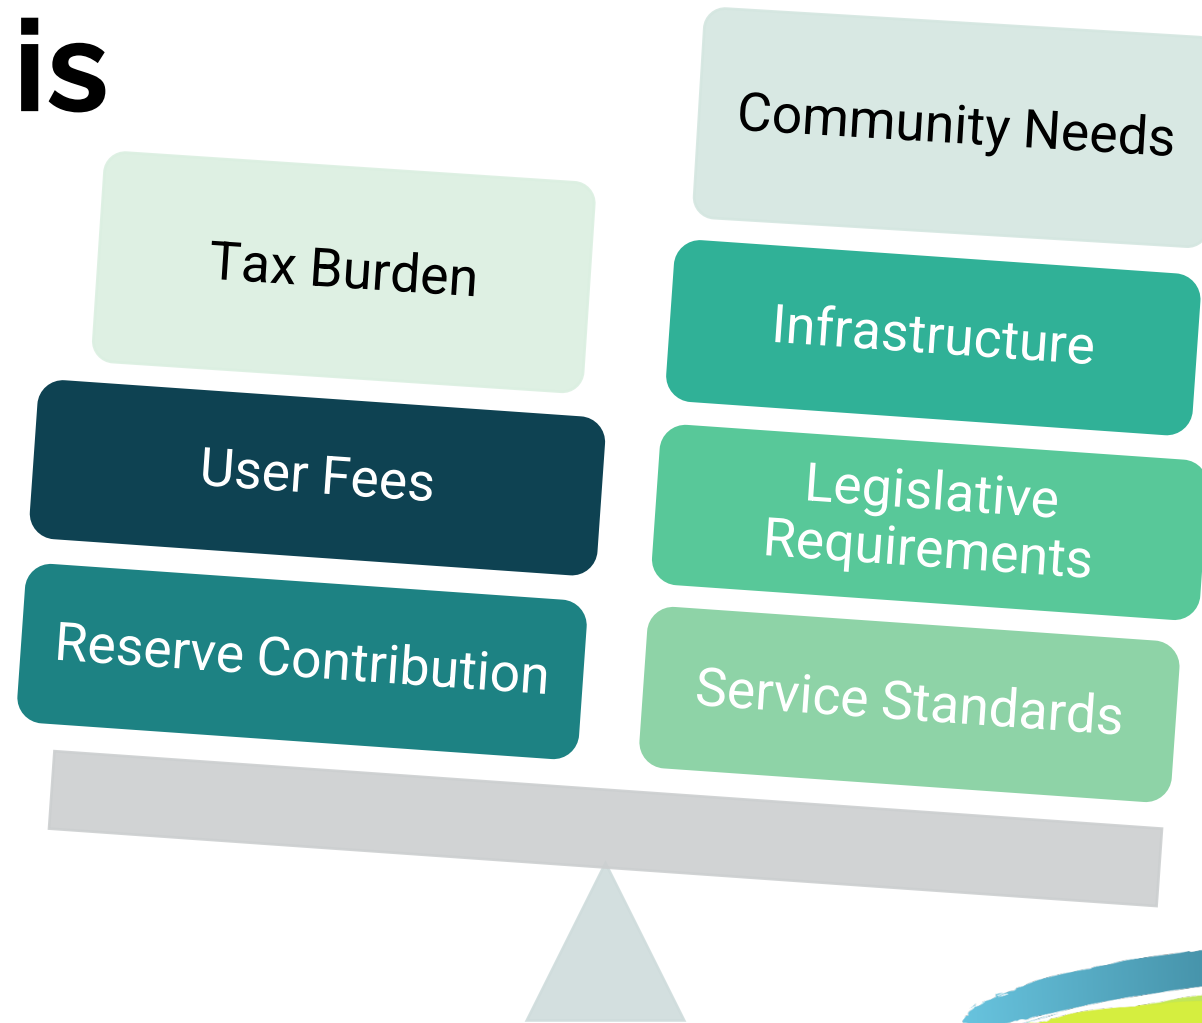 is
Tax Burden
User Fees
Reserve Contribution
Community Needs
Infrastructure
Legislative
Requirements
Service Standards